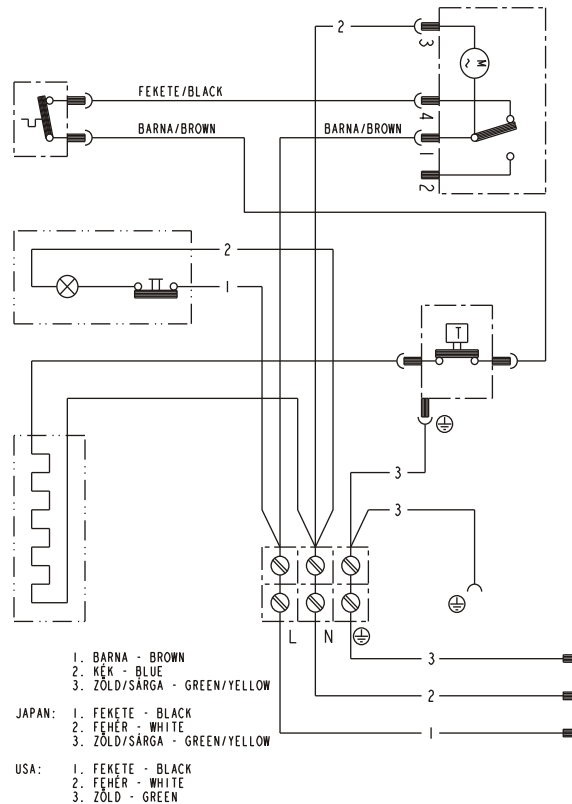 2
3
M
~
FEKETE/BLACK
4
BARNA/BROWN
BARNA/BROWN
1
2
2
1
T
3
3
L N
3
1. BARNA - BROWN
2. KÉK - BLUE
3. ZÖLD/SÁRGA - GREEN/YELLOW
2
JAPAN: 1. FEKETE - BLACK
2. FEHÉR - WHITE
3. ZÖLD/SÁRGA - GREEN/YELLOW
1
USA: 1. FEKETE - BLACK
2. FEHÉR - WHITE
3. ZÖLD - GREEN